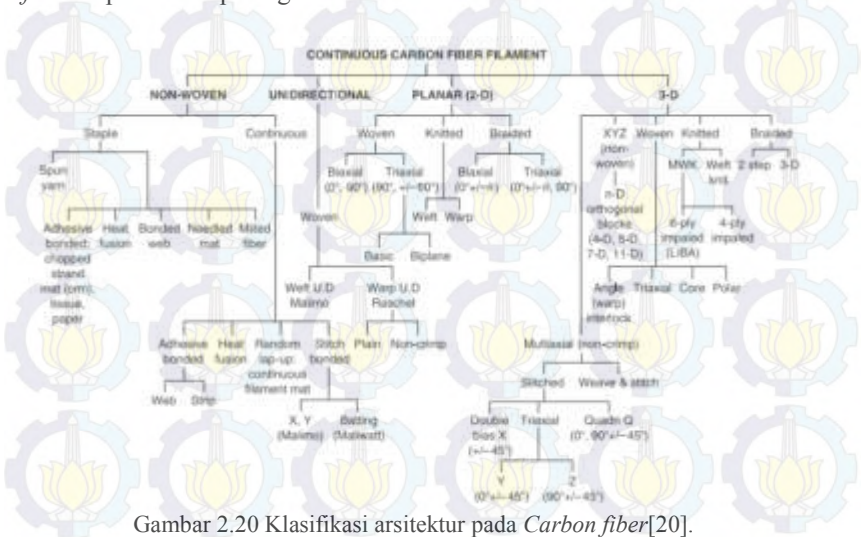 CONTINUOUS CARBON FIBER FILAMENT
NON-WOVEN UNIDIRECTIONAL PLANAR (2-D) 3-D
Staple Continuous Woven Knitted Braided XYZ (non-woven) Woven Knitted Braided
Spun yarn
Biaxial (0°, 90°) Triaxial (90°, +/−60°) Biaxial Triaxial
n-D orthogonal blocks (4-D, 5-D, 7-D, 11-D)
MWK Weft knit 2 step 3-D
Woven
Weft Warp
6-ply impaled (LIBA) 4-ply impaled
Adhesive bonded: chopped strand mat (cm), tissue, paper
Heat fusion
Bonded web
Needled mat
Milled fiber
Basic Biplane
Weft U.D Malimo
Warp U.D Raschel
Angle (warp) interlock
Triaxial Core Polar
Adhesive bonded
Heat fusion
Random lap-up: continuous filament mat
Stitch bonded
Plain Non-crimp
Multiaxial (non-crimp)
Web Strip
Stitched Weave & stitch
X, Y (Malimo)
Batting (Maliwatt)
Double bias X (+/−45°)
Triaxial
Quadri Q (0°, 90°+/−45°)
Y (0°+/−45°)
Z (90°+/−45°)
Gambar 2.20 Klasifikasi arsitektur pada Carbon fiber[20].